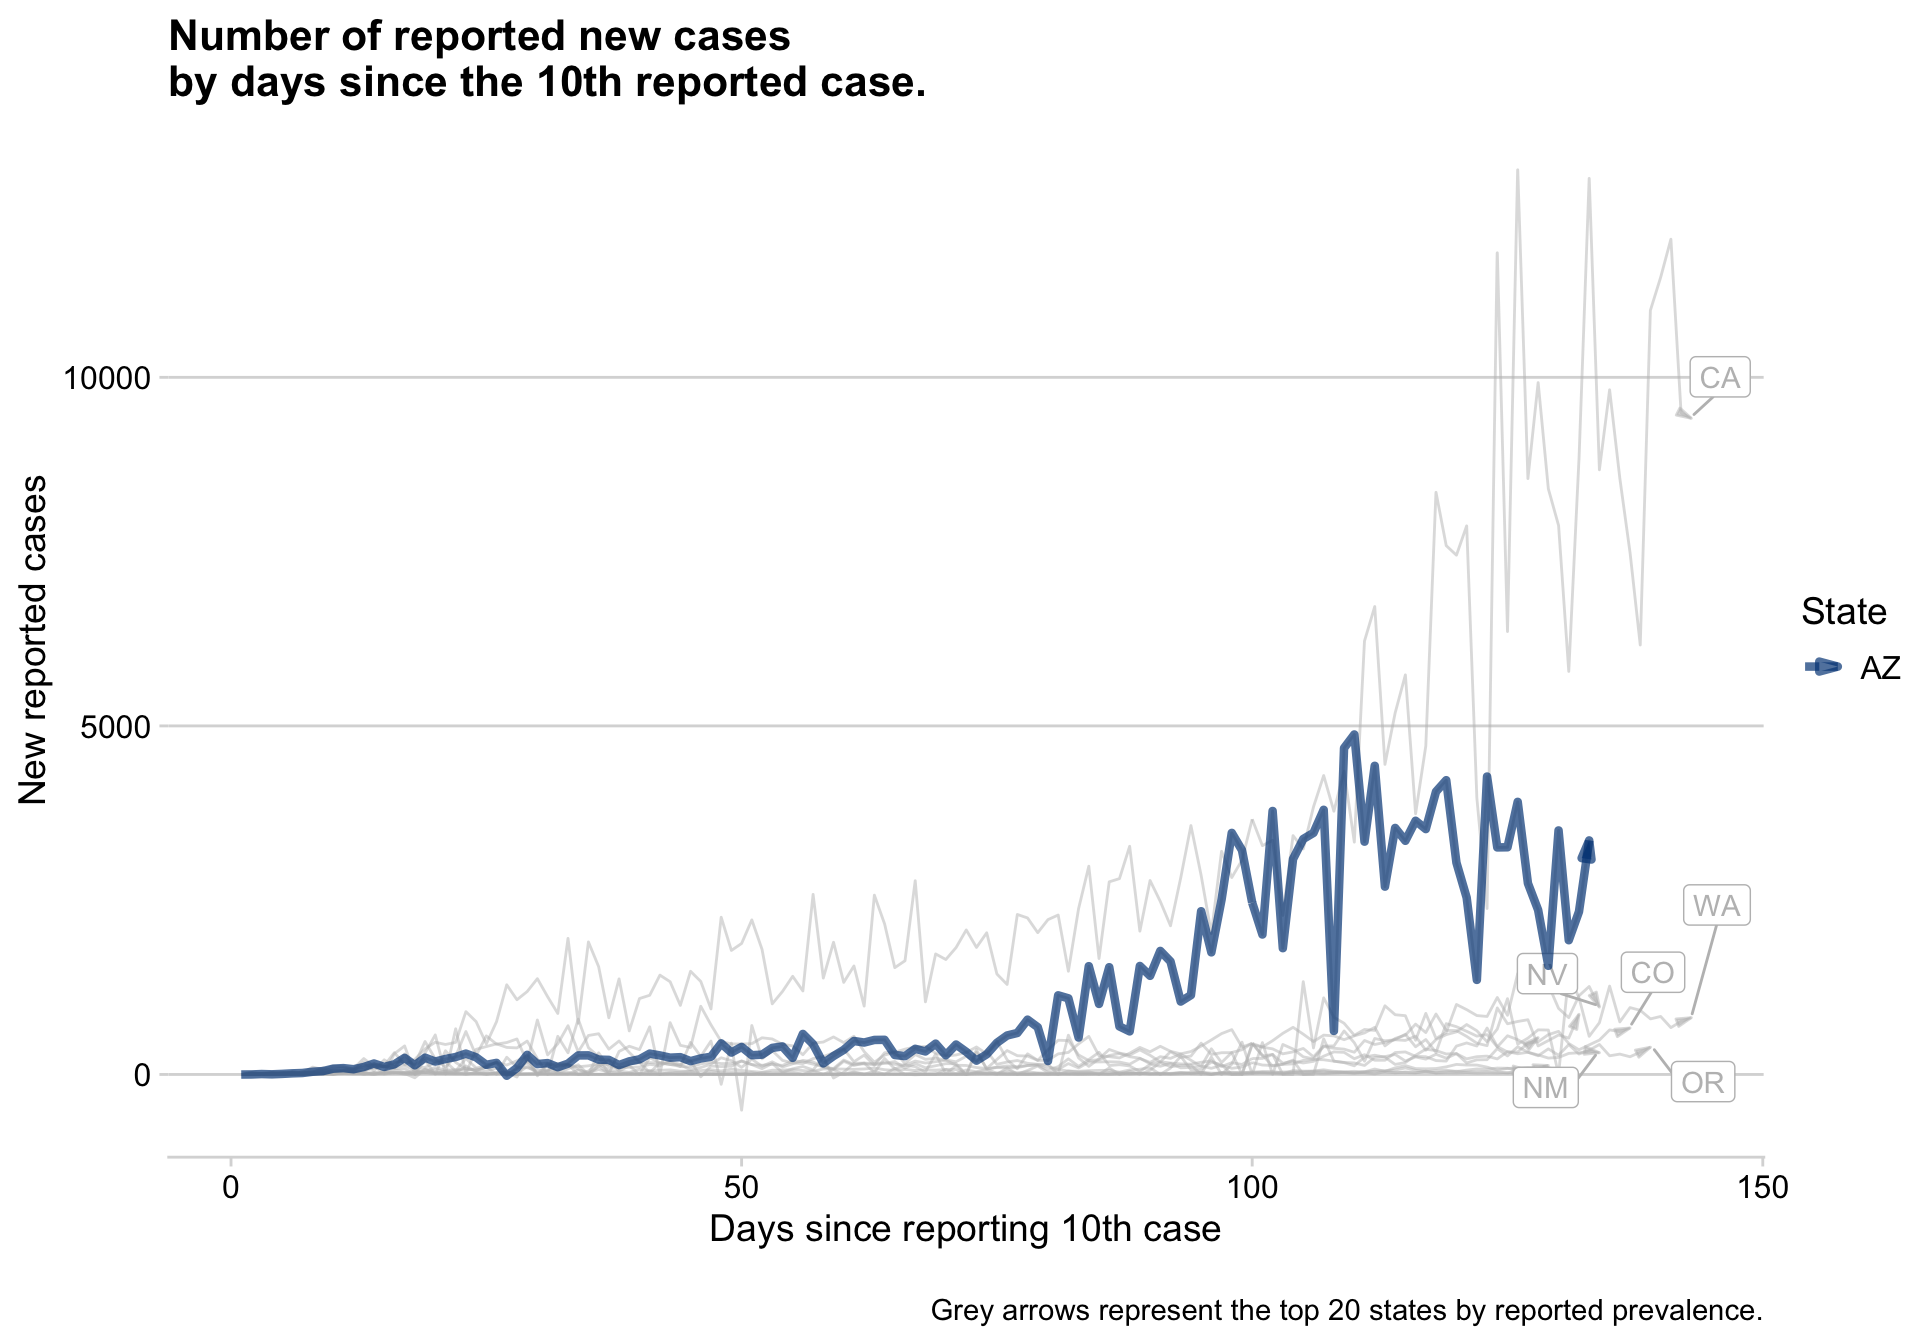 Number of reported new cases
by days since the 10th reported case.
New reported cases
10000
5000
0
CA
WA
NV
CO
NM
OR
State
AZ
0
50
100
150
Days since reporting 10th case
Grey arrows represent the top 20 states by reported prevalence.